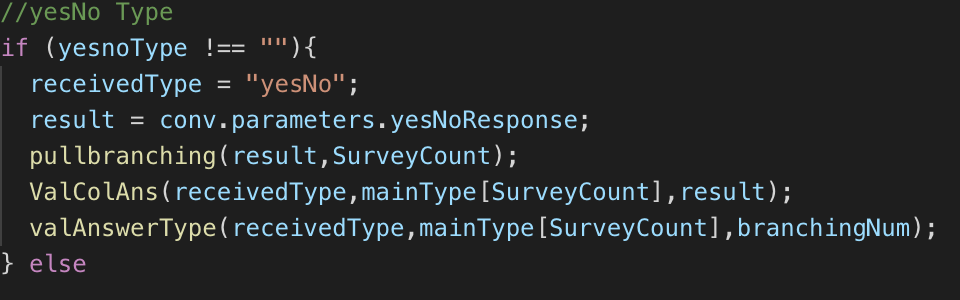 //yesNo Type
if (yesnoType !== ""){
  receivedType = "yesNo";
  result = conv.parameters.yesNoResponse;
  pullbranching(result,SurveyCount);
  ValColAns(receivedType,mainType[SurveyCount],result);
  valAnswerType(receivedType,mainType[SurveyCount],branchingNum);
} else